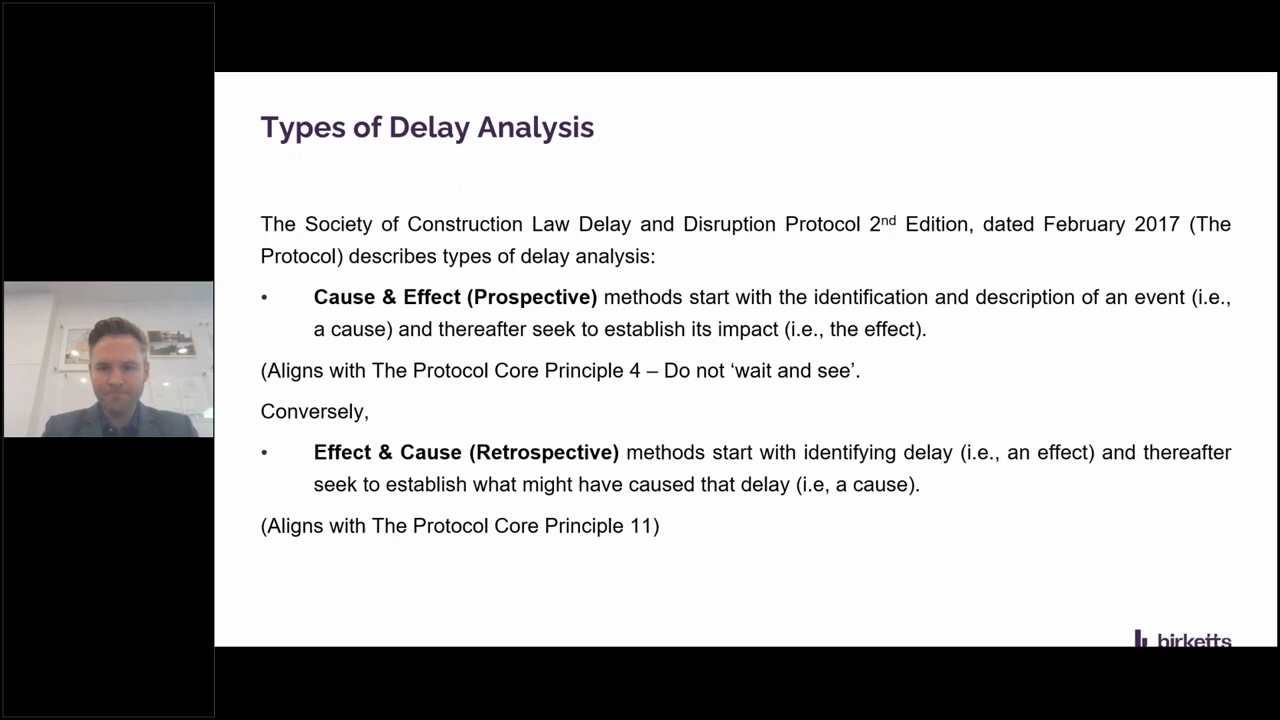 Types of Delay Analysis
The Society of Construction Law Delay and Disruption Protocol 2nd Edition, dated February 2017 (The
Protocol) describes types of delay analysis:
• Cause & Effect (Prospective) methods start with the identification and description of an event (i.e.,
a cause) and thereafter seek to establish its impact (i.e., the effect).
(Aligns with The Protocol Core Principle 4 – Do not ‘wait and see’.
Conversely,
• Effect & Cause (Retrospective) methods start with identifying delay (i.e., an effect) and thereafter
seek to establish what might have caused that delay (i.e, a cause).
(Aligns with The Protocol Core Principle 11)
birketts